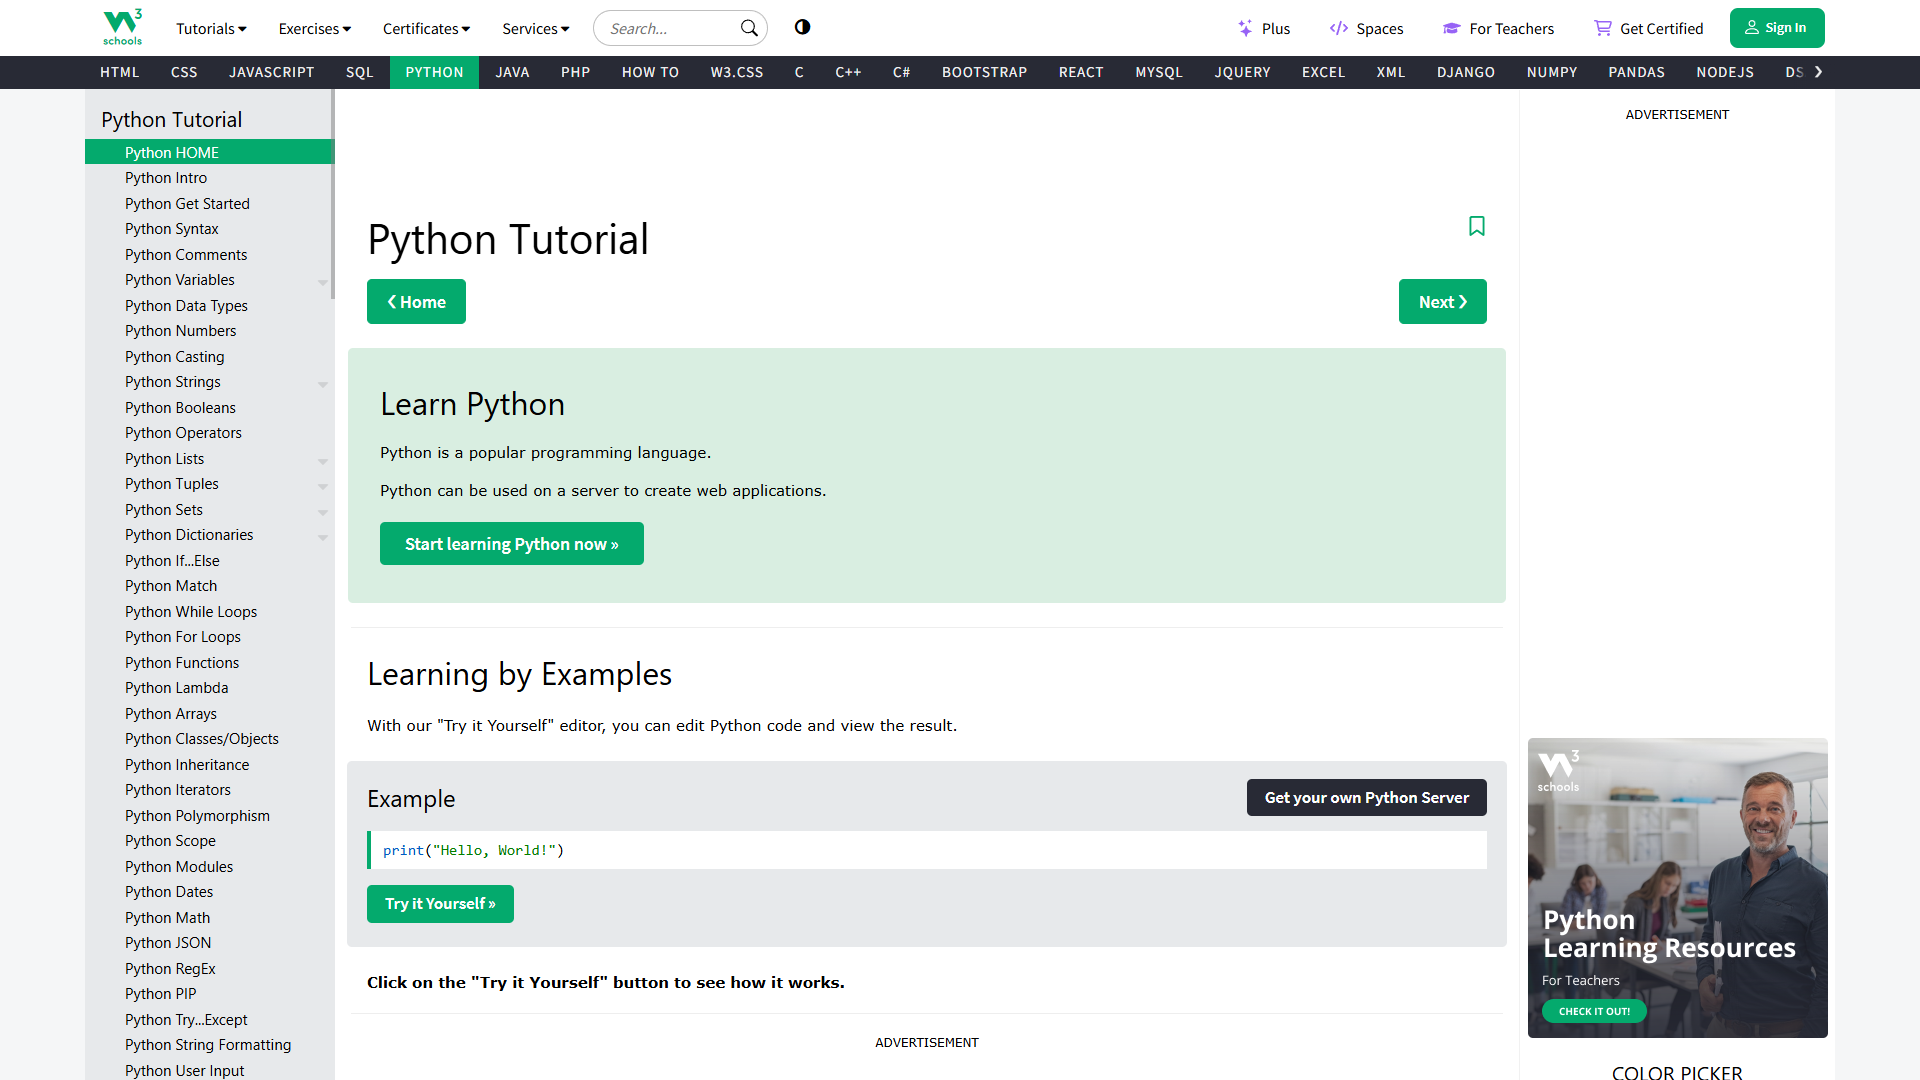 W3 schools
Tutorials Exercises Certificates Services Search... Plus Spaces For Teachers Get Certified Sign In
HTML CSS JAVASCRIPT SQL PYTHON JAVA PHP HOW TO W3.CSS C C++ C# BOOTSTRAP REACT MYSQL JQUERY EXCEL XML DJANGO NUMPY PANDAS NODEJS DS
Python Tutorial
Python HOME
Python Intro
Python Get Started
Python Syntax
Python Comments
Python Variables
Python Data Types
Python Numbers
Python Casting
Python Strings
Python Booleans
Python Operators
Python Lists
Python Tuples
Python Sets
Python Dictionaries
Python If...Else
Python Match
Python While Loops
Python For Loops
Python Functions
Python Lambda
Python Arrays
Python Classes/Objects
Python Inheritance
Python Iterators
Python Polymorphism
Python Scope
Python Modules
Python Dates
Python Math
Python JSON
Python RegEx
Python PIP
Python Try...Except
Python String Formatting
Python User Input
Python Tutorial
❮ Home
Next ❯
Learn Python
Python is a popular programming language.
Python can be used on a server to create web applications.
Start learning Python now »
Learning by Examples
With our "Try it Yourself" editor, you can edit Python code and view the result.
Example
Get your own Python Server
print("Hello, World!")
Try it Yourself »
Click on the "Try it Yourself" button to see how it works.
ADVERTISEMENT
ADVERTISEMENT
W3 schools
Python
Learning Resources
For Teachers
CHECK IT OUT!
COLOR PICKER